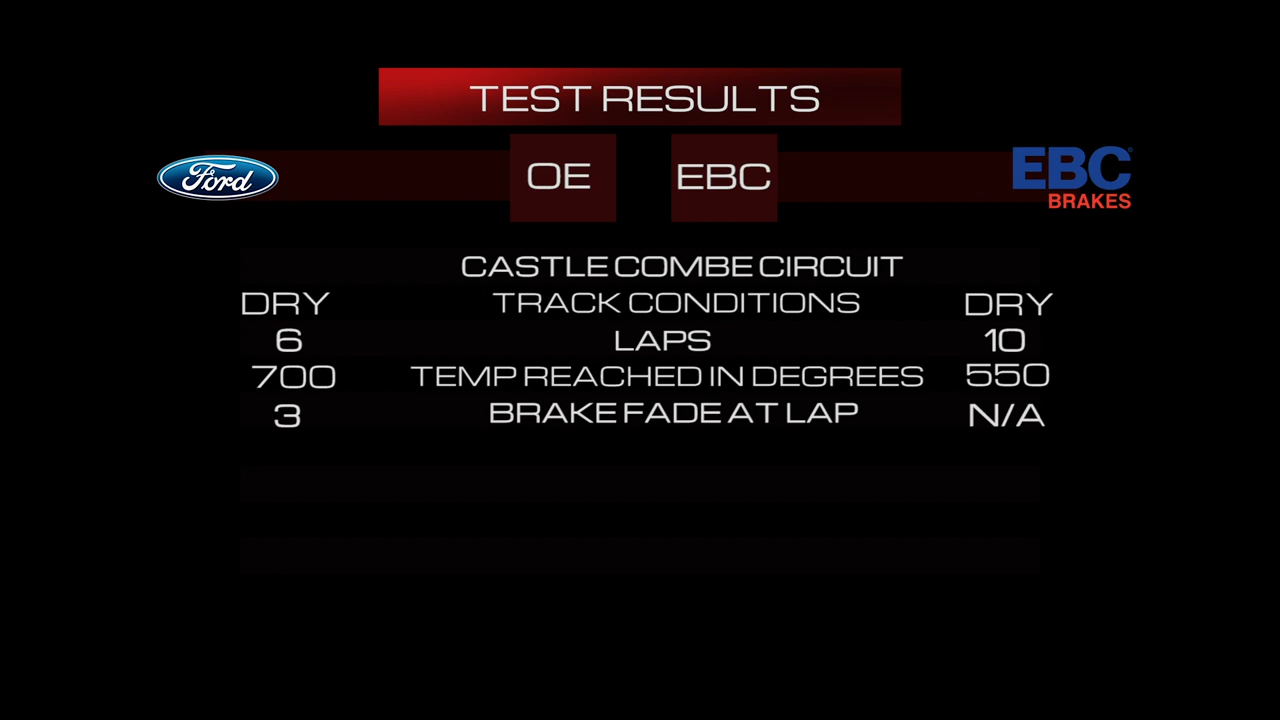 TEST RESULTS
Ford OE EBC EBC BRAKES
CASTLE COMBE CIRCUIT
DRY TRACK CONDITIONS DRY
6 LAPS 10
700 TEMP REACHED IN DEGREES 550
3 BRAKE FADE AT LAP N/A